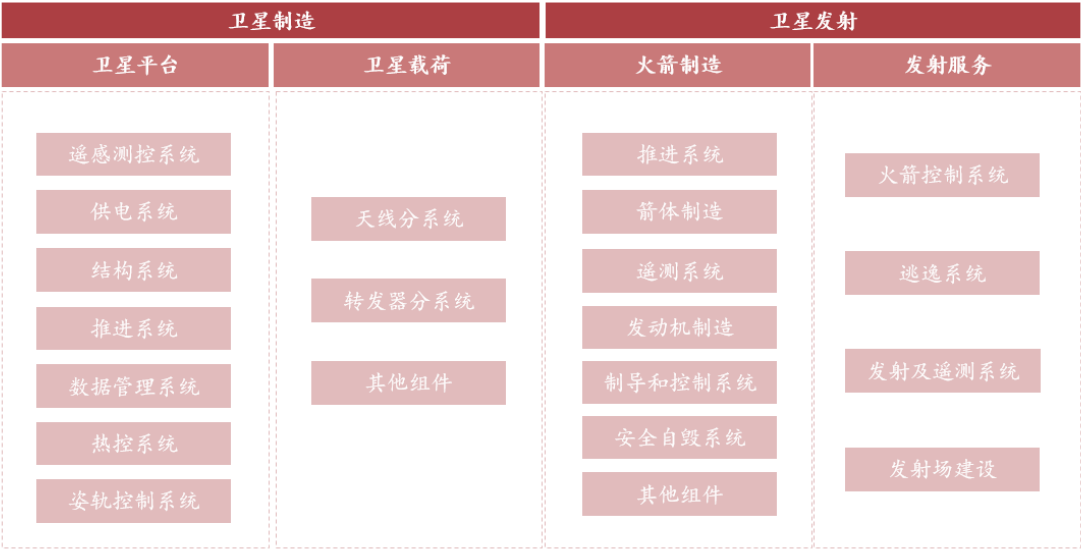 卫星制造
卫星发射
卫星平台
卫星载荷
火箭制造
发射服务
遥感测控系统
供电系统
结构系统
推进系统
数据管理系统
热控系统
姿轨控制系统
天线分系统
转发器分系统
其他组件
推进系统
箭体制造
遥测系统
发动机制造
制导和控制系统
安全自毁系统
其他组件
火箭控制系统
逃逸系统
发射及遥测系统
发射场建设